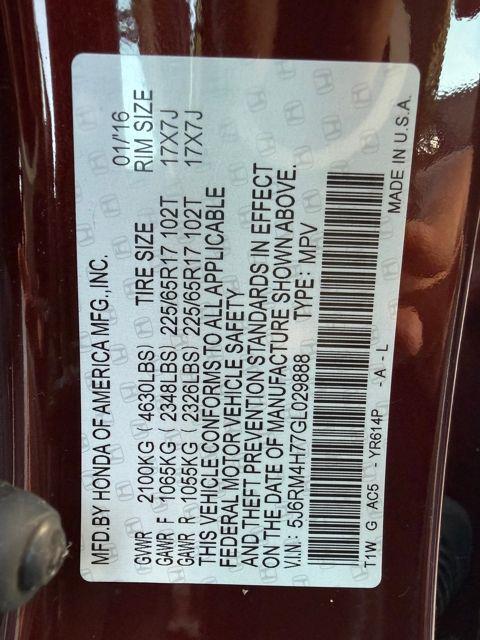 MFD.BY HONDA OF AMERICA MFG., INC. 01/16
GVWR 2100KG (4630LBS) TIRE SIZE RIM SIZE
GAWR F 1065KG (2348LBS) 225/65R17 102T 17X7J
GAWR R 1055KG (2326LBS) 225/65R17 102T 17X7J
THIS VEHICLE CONFORMS TO ALL APPLICABLE
FEDERAL MOTOR VEHICLE SAFETY
AND THEFT PREVENTION STANDARDS IN EFFECT
ON THE DATE OF MANUFACTURE SHOWN ABOVE.
V.I.N.: 5J6RM4H77GL029888 TYPE: MPV
T1W G AC5 - YR614P -A-L MADE IN U.S.A.